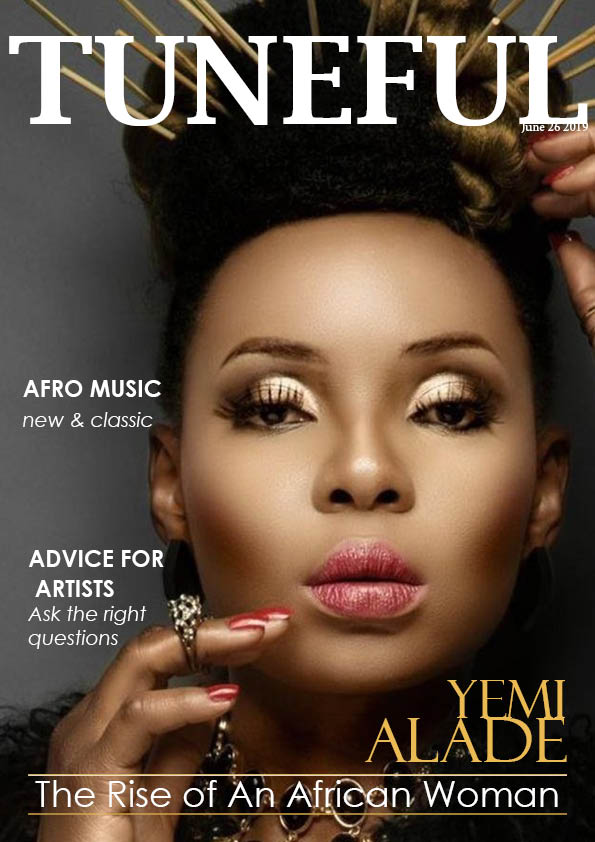 TUNEFUL
June 26 2019
AFRO MUSIC
new & classic
ADVICE FOR
ARTISTS
Ask the right
questions
YEMI
ALADE
The Rise of An African Woman